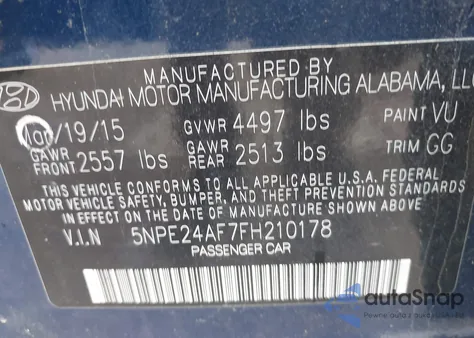 MANUFACTURED BY
HYUNDAI MOTOR MANUFACTURING ALABAMA, LLC
/19/15 GVWR 4497 lbs PAINT VU
GAWR FRONT 2557 lbs GAWR REAR 2513 lbs TRIM GG
THIS VEHICLE CONFORMS TO ALL APPLICABLE U.S.A. FEDERAL
MOTOR VEHICLE SAFETY, BUMPER, AND THEFT PREVENTION STANDARDS
IN EFFECT ON THE DATE OF MANUFACTURE SHOWN ABOVE.
V.I.N 5NPE24AF7FH210178
PASSENGER CAR
autoSnap
Pewne auta z